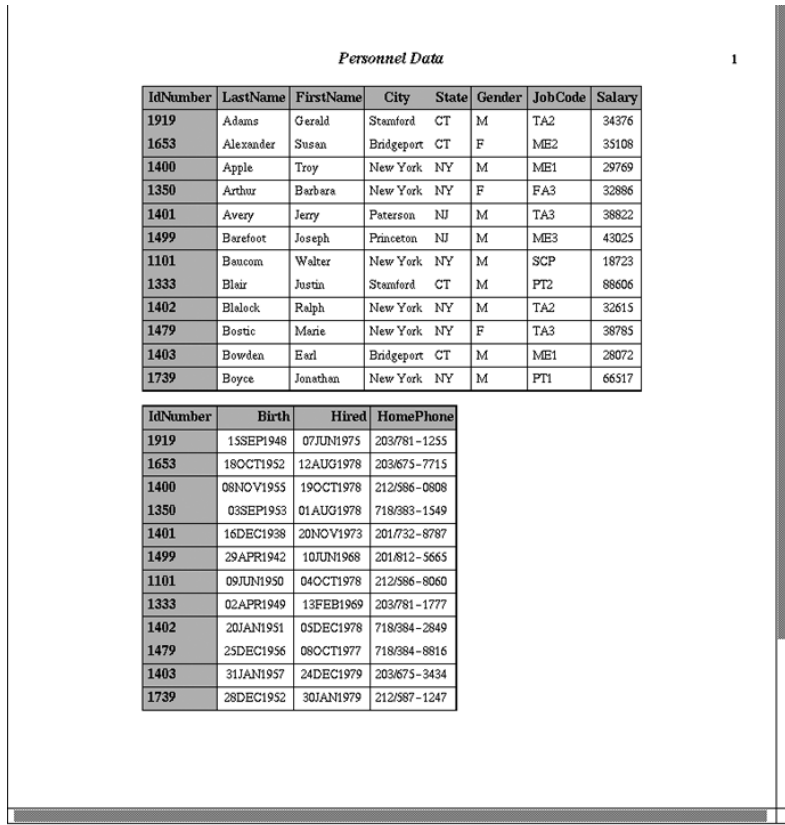 Personnel Data 1
IdNumber LastName FirstName City State Gender JobCode Salary
1919 Adams Gerald Stamford CT M TA2 34376
1653 Alexander Susan Bridgeport CT F ME2 35108
1400 Apple Troy New York NY M ME1 29769
1350 Arthur Barbara New York NY F FA3 32886
1401 Avery Jerry Paterson NJ M TA3 38822
1499 Barefoot Joseph Princeton NJ M ME3 43025
1101 Baucom Walter New York NY M SCP 18723
1333 Blair Justin Stamford CT M PT2 88606
1402 Blalock Ralph New York NY M TA2 32615
1479 Bostic Marie New York NY F TA3 38785
1403 Bowden Earl Bridgeport CT M ME1 28072
1739 Boyce Jonathan New York NY M PT1 66517
IdNumber Birth Hired HomePhone
1919 15SEP1948 07JUN1975 203/781-1255
1653 18OCT1952 12AUG1978 203/675-7715
1400 08NOV1955 19OCT1978 212/586-0808
1350 03SEP1953 01AUG1978 718/383-1549
1401 16DEC1938 20NOV1973 201/732-8787
1499 29APR1942 10JUN1968 201/812-5665
1101 09JUN1950 04OCT1978 212/586-8060
1333 02APR1949 13FEB1969 203/781-1777
1402 20JAN1951 05DEC1978 718/384-2849
1479 25DEC1956 08OCT1977 718/384-8816
1403 31JAN1957 24DEC1979 203/675-3434
1739 28DEC1952 30JAN1979 212/587-1247